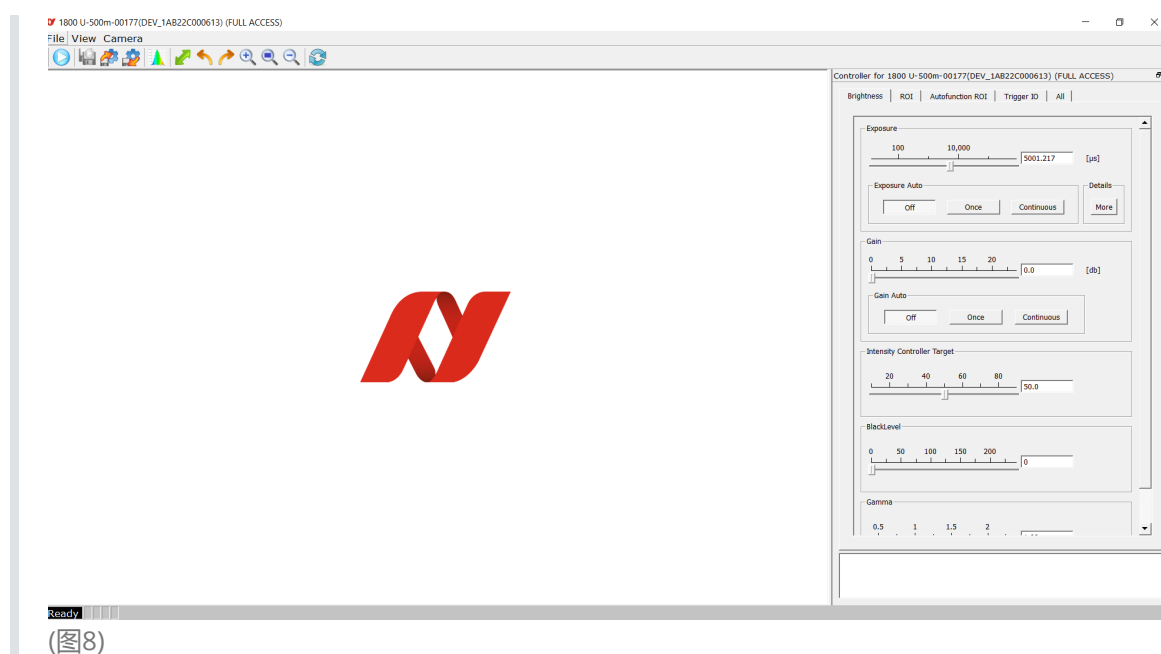 1800 U-500m-00177(DEV_1AB22C000613) (FULL ACCESS)
File View Camera
Controller for 1800 U-500m-00177(DEV_1AB22C000613) (FULL ACCESS)
Brightness ROI Autofunction ROI Trigger IO All
Exposure
100 10,000
5001.217 [µs]
Exposure Auto Details
Off Once Continuous More
Gain
0 5 10 15 20
0.0 [db]
Gain Auto
Off Once Continuous
Intensity Controller Target
20 40 60 80
50.0
BlackLevel
0 50 100 150 200
0
Gamma
0.5 1 1.5 2
Ready
(图8)